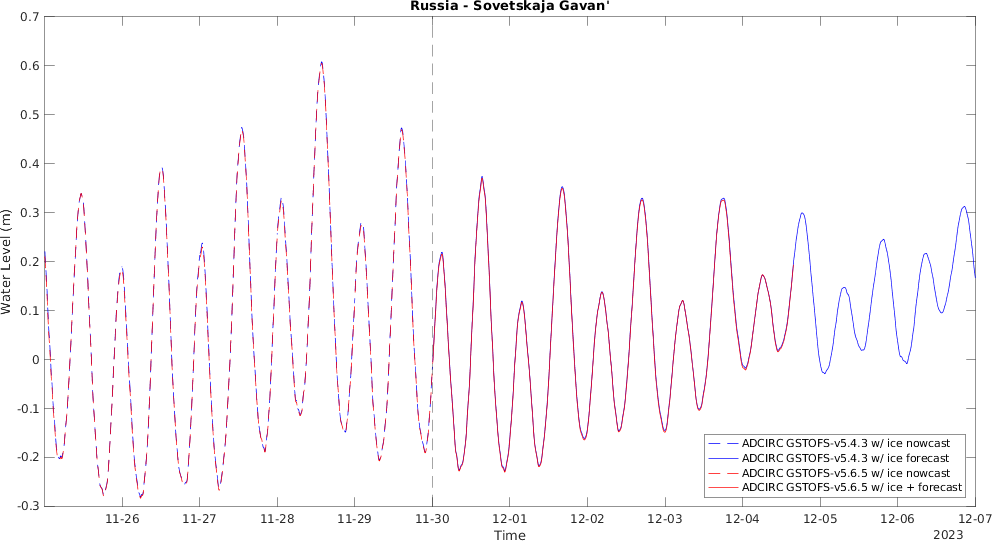 Russia - Sovetskaja Gavan'
0.7
0.6
0.5
0.4
0.3
0.2
0.1
0
-0.1
-0.2
-0.3
Water Level (m)
ADCIRC GSTOFS-v5.4.3 w/ ice nowcast
ADCIRC GSTOFS-v5.4.3 w/ ice forecast
ADCIRC GSTOFS-v5.6.5 w/ ice nowcast
ADCIRC GSTOFS-v5.6.5 w/ ice + forecast
11-26 11-27 11-28 11-29 11-30 12-01 12-02 12-03 12-04 12-05 12-06 12-07
Time
2023